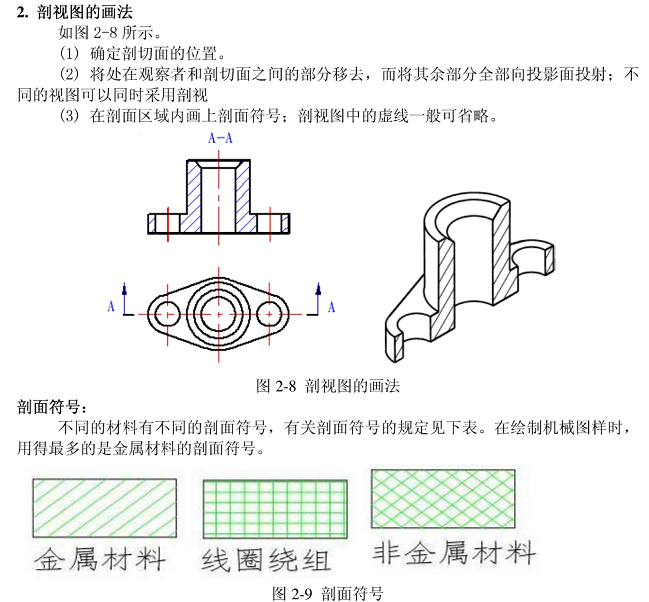 2. 剖视图的画法
如图 2-8 所示。
(1) 确定剖切面的位置。
(2) 将处在观察者和剖切面之间的部分移去，而将其余部分全部向投影面投射；不
同的视图可以同时采用剖视
(3) 在剖面区域内画上剖面符号；剖视图中的虚线一般可省略。
A-A
A
A
图 2-8 剖视图的画法
剖面符号：
不同的材料有不同的剖面符号，有关剖面符号的规定见下表。在绘制机械图样时，
用得最多的是金属材料的剖面符号。
金属材料
线圈绕组
非金属材料
图 2-9 剖面符号